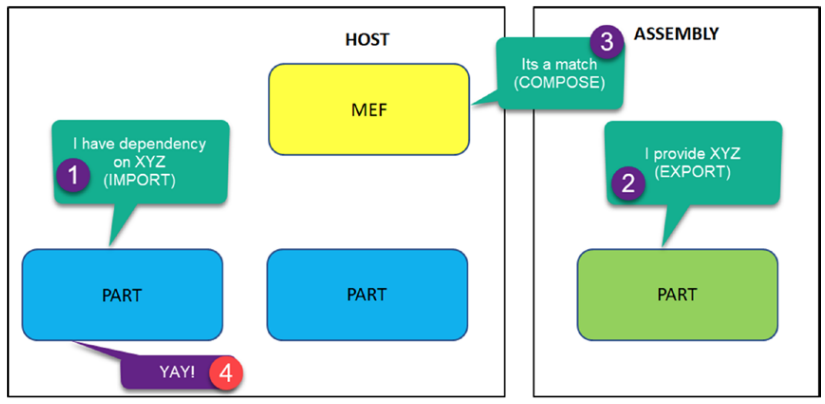 HOST
ASSEMBLY
3
Its a match
(COMPOSE)
MEF
I have dependency
on XYZ
(IMPORT)
1
I provide XYZ
(EXPORT)
2
PART
PART
PART
YAY!
4